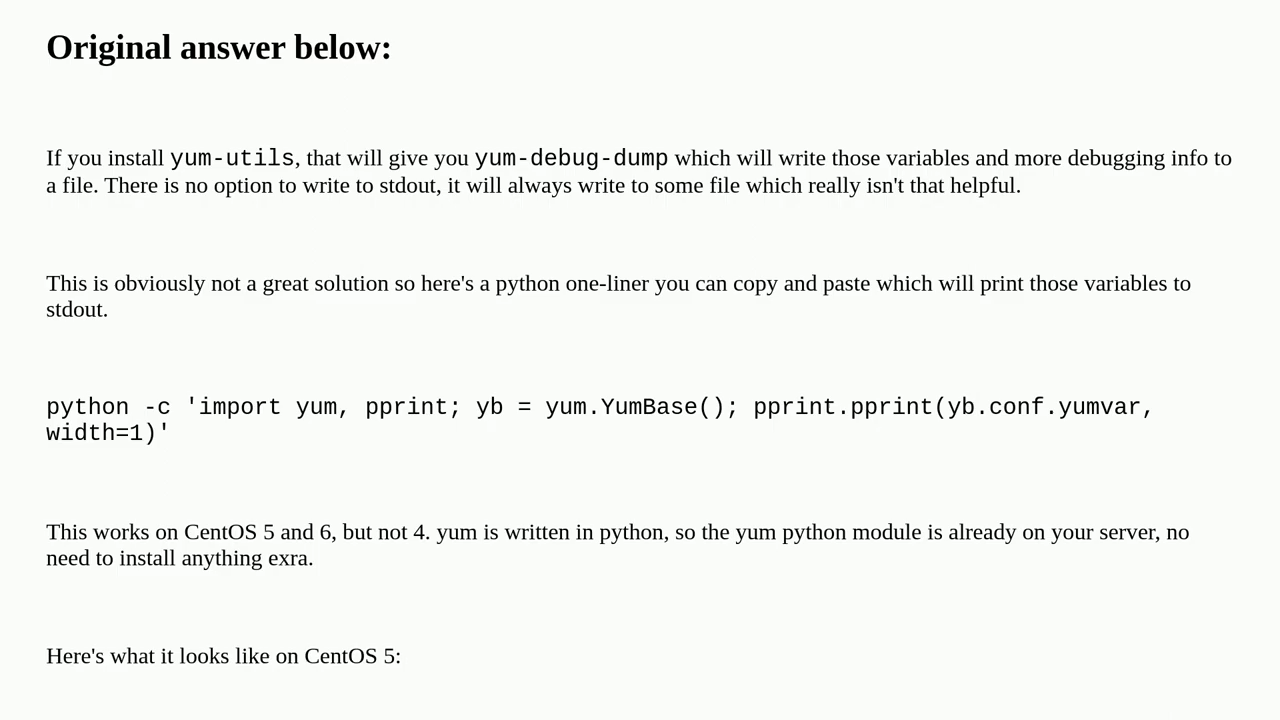 Original answer below:
If you install yum-utils, that will give you yum-debug-dump which will write those variables and more debugging info to
a file. There is no option to write to stdout, it will always write to some file which really isn't that helpful.
This is obviously not a great solution so here's a python one-liner you can copy and paste which will print those variables to
stdout.
python -c 'import yum, pprint; yb = yum.YumBase(); pprint.pprint(yb.conf.yumvar,
width=1)'
This works on CentOS 5 and 6, but not 4. yum is written in python, so the yum python module is already on your server, no
need to install anything exra.
Here's what it looks like on CentOS 5: